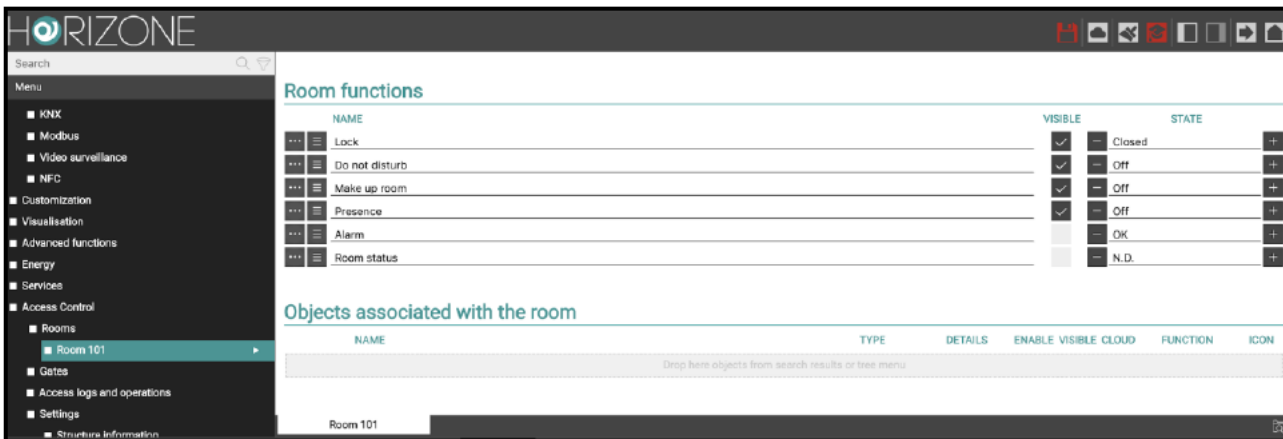 HORIZONE
Search
Menu
KNX
Modbus
Video surveillance
NFC
Customization
Visualisation
Advanced functions
Energy
Services
Access Control
Rooms
Room 101
Gates
Access logs and operations
Settings
Structure information
Room functions
NAME VISIBLE STATE
Lock Closed
Do not disturb Off
Make up room Off
Presence Off
Alarm OK
Room status N.D.
Objects associated with the room
NAME TYPE DETAILS ENABLE VISIBLE CLOUD FUNCTION ICON
Drop here objects from search results or tree menu
Room 101